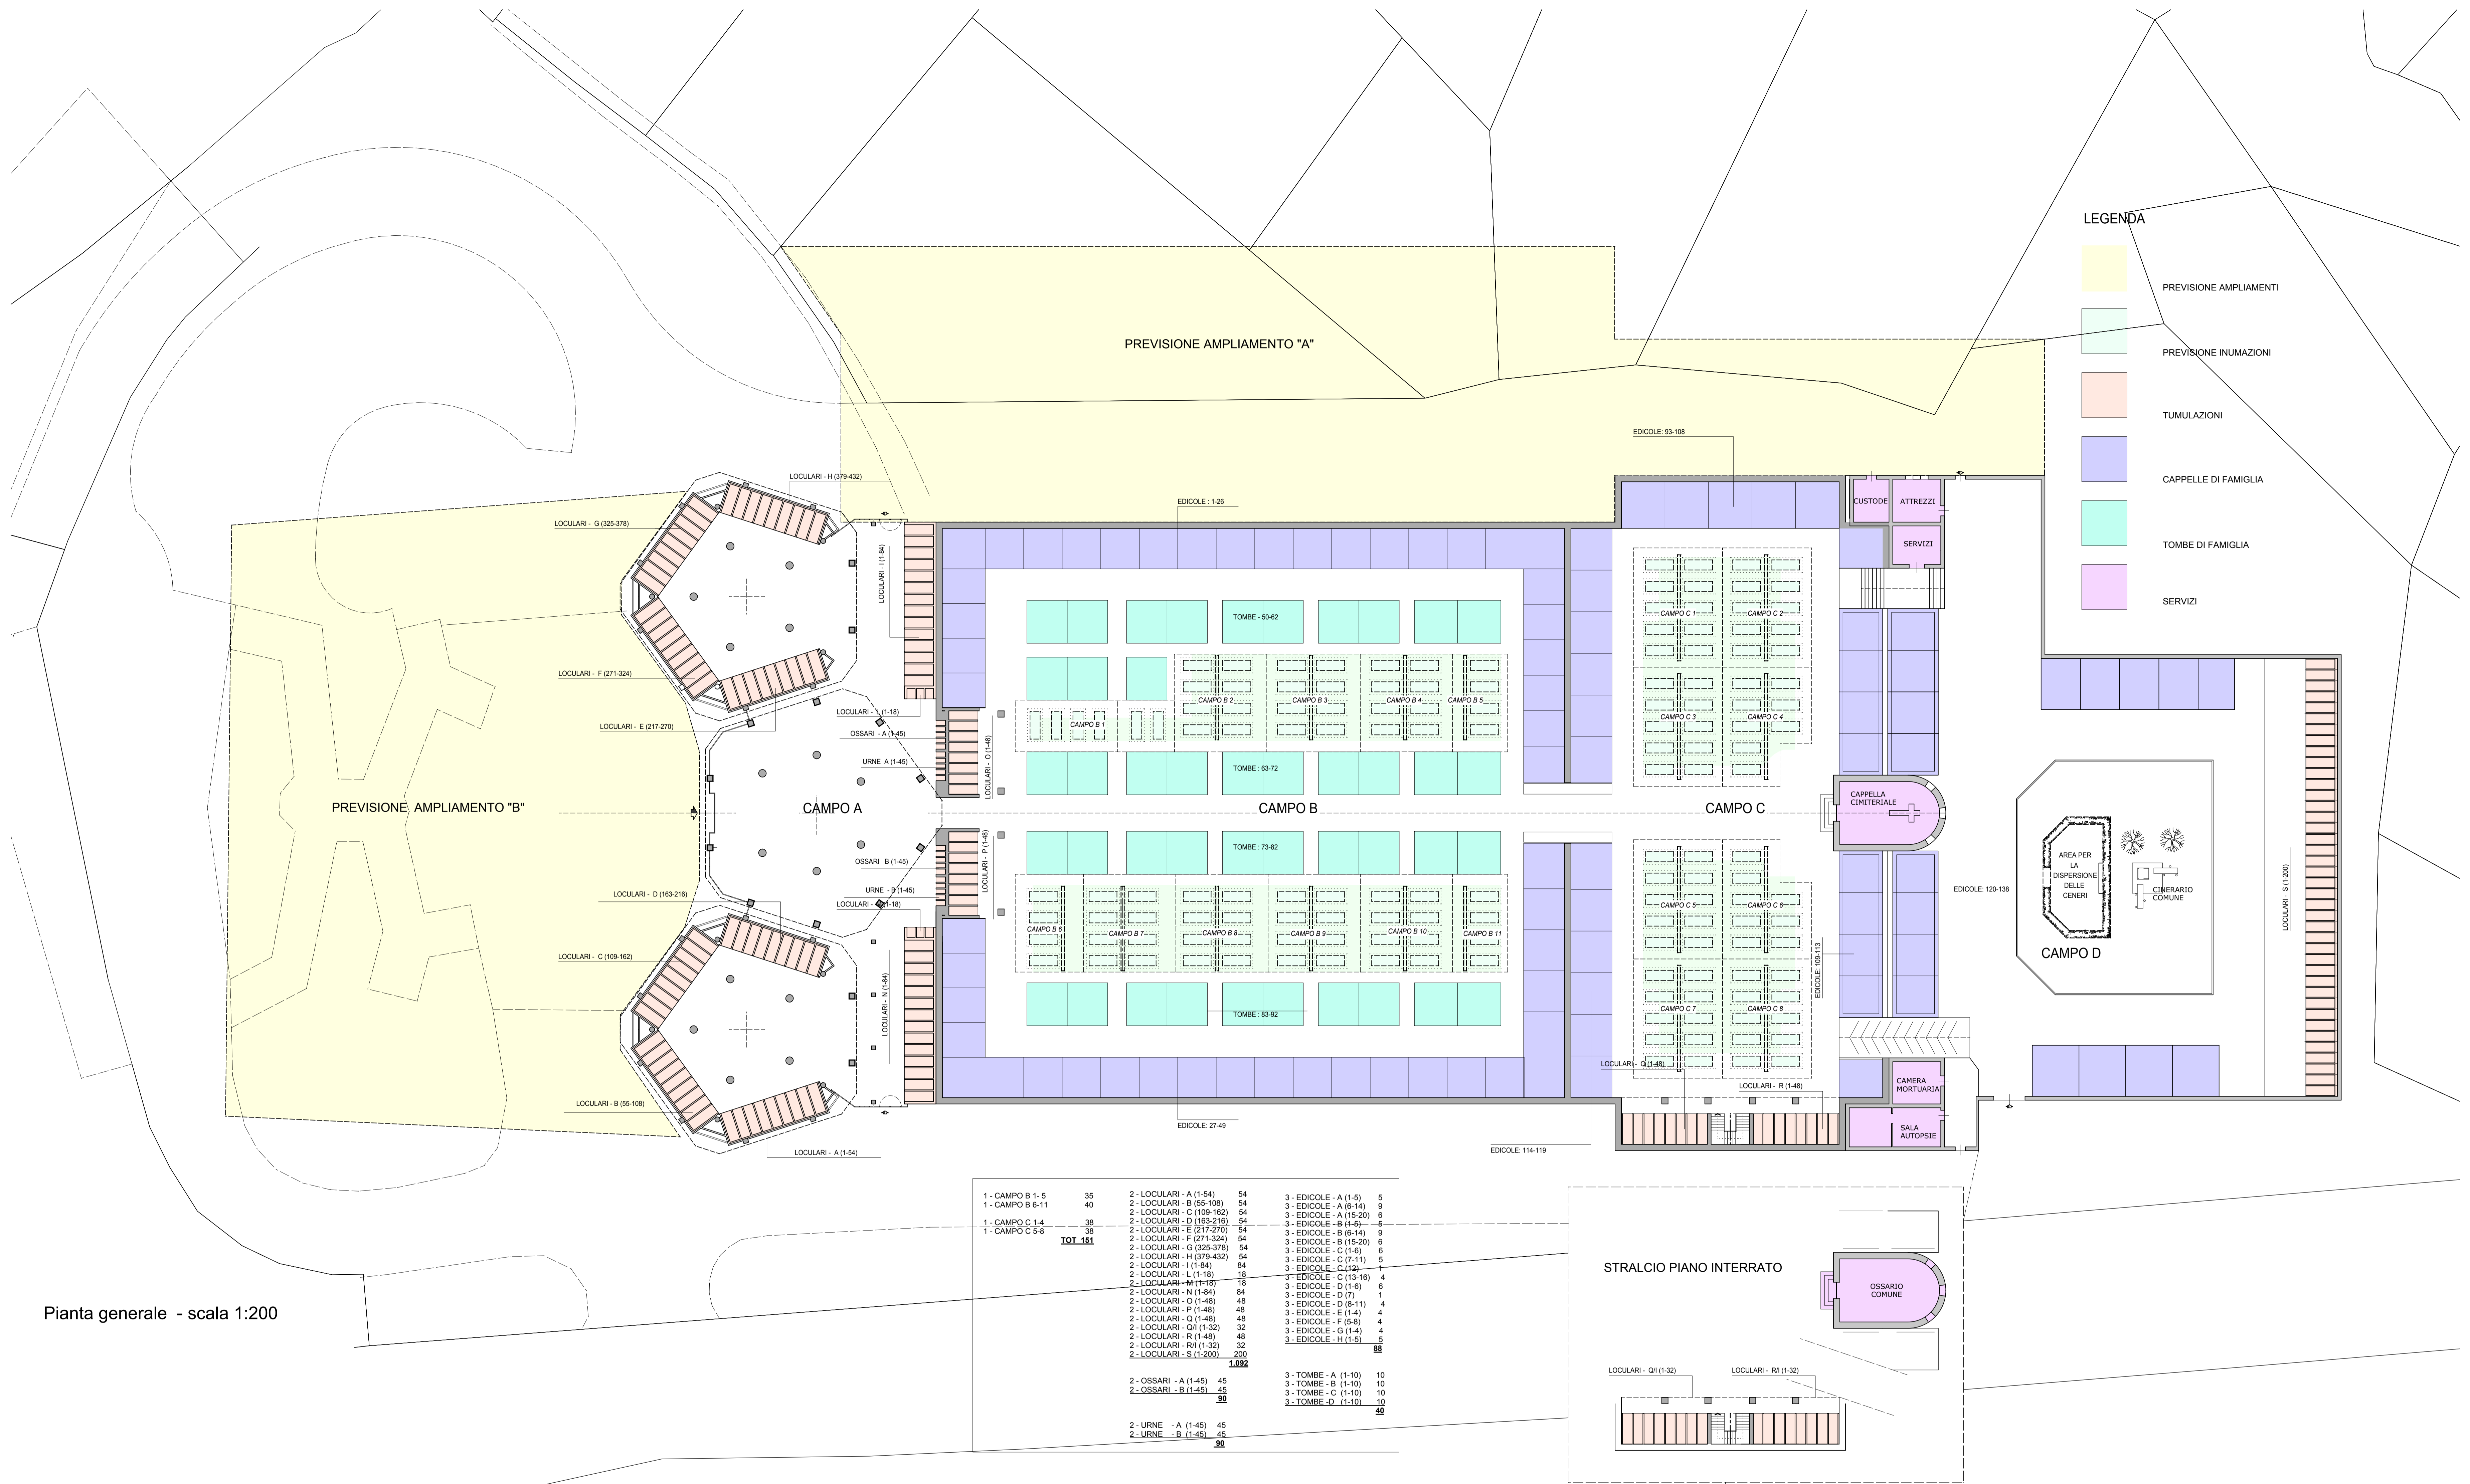 LEGENDA
PREVISIONE AMPLIAMENTI
PREVISIONE INUMAZIONI
TUMULAZIONI
CAPPELLE DI FAMIGLIA
TOMBE DI FAMIGLIA
SERVIZI
PREVISIONE AMPLIAMENTO "A"
EDICOLE: 93-108
LOCULARI - H (379-432)
EDICOLE : 1-26
LOCULARI - G (325-378)
CUSTODE
ATTREZZI
SERVIZI
LOCULARI - I (1-84)
TOMBE - 50-62
CAMPO C 1
CAMPO C 2
LOCULARI - F (271-324)
LOCULARI - E (217-270)
LOCULARI - (1-18)
OSSARI - A (1-45)
URNE A (1-45)
LOCULARI - O (1-48)
CAMPO B 1
CAMPO B 2
CAMPO B 3
CAMPO B 4
CAMPO B 5
CAMPO C 3
CAMPO C 4
TOMBE : 63-72
PREVISIONE AMPLIAMENTO "B"
CAMPO A
CAMPO B
CAMPO C
CAPPELLA
CIMITERIALE
TOMBE : 73-82
OSSARI B (1-45)
URNE - B (1-45)
LOCULARI - (1-18)
LOCULARI - P (1-48)
LOCULARI - D (163-216)
LOCULARI - C (109-162)
LOCULARI - N (1-84)
CAMPO B 6
CAMPO B 7
CAMPO B 8
CAMPO B 9
CAMPO B 10
CAMPO B 11
CAMPO C 5
CAMPO C 6
EDICOLE: 109-113
EDICOLE: 120-138
AREA PER
LA
DISPERSIONE
DELLE
CENERI
CINERARIO
COMUNE
CAMPO D
LOCULARI - S (1-200)
TOMBE : 83-92
CAMPO C 7
CAMPO C 8
LOCULARI - Q (1-48)
LOCULARI - R (1-48)
CAMERA
MORTUARIA
SALA
AUTOPSIE
LOCULARI - B (55-108)
LOCULARI - A (1-54)
EDICOLE: 27-49
EDICOLE: 114-119
1 - CAMPO B 1- 5 35
1 - CAMPO B 6-11 40
1 - CAMPO C 1-4 38
1 - CAMPO C 5-8 38
TOT 151
2 - LOCULARI - A (1-54) 54
2 - LOCULARI - B (55-108) 54
2 - LOCULARI - C (109-162) 54
2 - LOCULARI - D (163-216) 54
2 - LOCULARI - E (217-270) 54
2 - LOCULARI - F (271-324) 54
2 - LOCULARI - G (325-378) 54
2 - LOCULARI - H (379-432) 54
2 - LOCULARI - I (1-84) 84
2 - LOCULARI - L (1-18) 18
2 - LOCULARI - M (1-18) 18
2 - LOCULARI - N (1-84) 84
2 - LOCULARI - O (1-48) 48
2 - LOCULARI - P (1-48) 48
2 - LOCULARI - Q (1-48) 48
2 - LOCULARI - Q/I (1-32) 32
2 - LOCULARI - R (1-48) 48
2 - LOCULARI - R/I (1-32) 32
2 - LOCULARI - S (1-200) 200
1.092
2 - OSSARI - A (1-45) 45
2 - OSSARI - B (1-45) 45
90
2 - URNE - A (1-45) 45
2 - URNE - B (1-45) 45
90
3 - EDICOLE - A (1-5) 5
3 - EDICOLE - A (6-14) 9
3 - EDICOLE - A (15-20) 6
3 - EDICOLE - B (1-5) 5
3 - EDICOLE - B (6-14) 9
3 - EDICOLE - B (15-20) 6
3 - EDICOLE - C (1-6) 6
3 - EDICOLE - C (7-11) 5
3 - EDICOLE - C (12) 1
3 - EDICOLE - C (13-16) 4
3 - EDICOLE - D (1-6) 6
3 - EDICOLE - D (7) 1
3 - EDICOLE - D (8-11) 4
3 - EDICOLE - E (1-4) 4
3 - EDICOLE - F (5-8) 4
3 - EDICOLE - G (1-4) 4
3 - EDICOLE - H (1-5) 5
88
3 - TOMBE - A (1-10) 10
3 - TOMBE - B (1-10) 10
3 - TOMBE - C (1-10) 10
3 - TOMBE -D (1-10) 10
40
STRALCIO PIANO INTERRATO
OSSARIO
COMUNE
LOCULARI - Q/I (1-32)
LOCULARI - R/I (1-32)
Pianta generale - scala 1:200